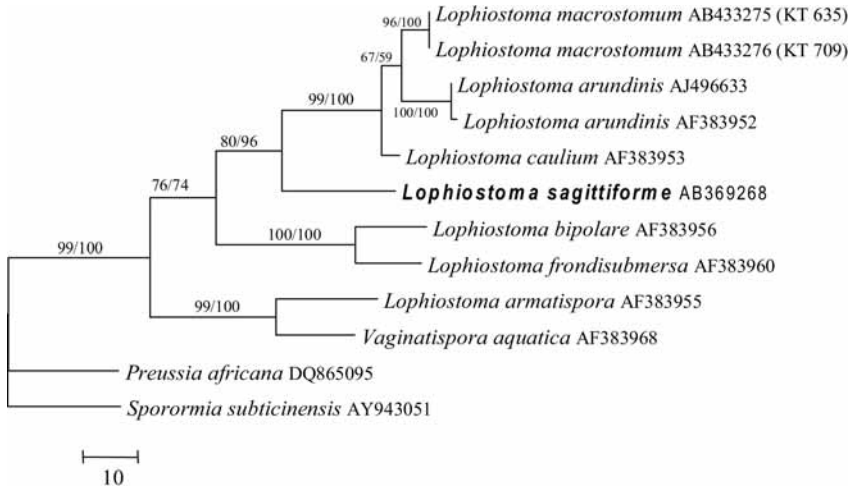 96/100
Lophiostoma macrostomum AB433275 (KT 635)
Lophiostoma macrostomum AB433276 (KT 709)
67/59
Lophiostoma arundinis AJ496633
99/100
100/100
Lophiostoma arundinis AF383952
80/96
Lophiostoma caulium AF383953
76/74
Lophiostoma sagittiforme AB369268
Lophiostoma bipolare AF383956
100/100
99/100
Lophiostoma frondisubmersa AF383960
99/100
Lophiostoma armatispora AF383955
Vaginatispora aquatica AF383968
Preussia africana DQ865095
Sporormia subticinensis AY943051
10